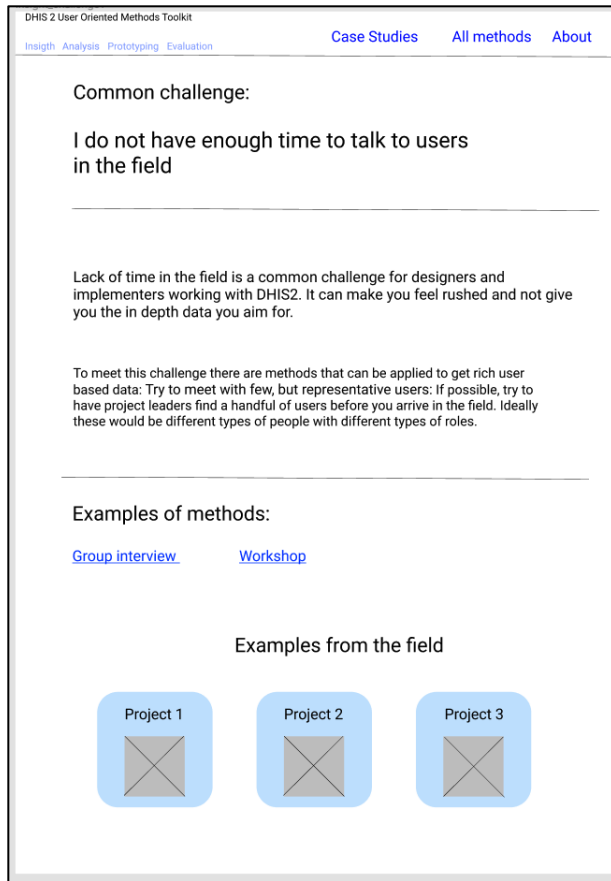 DHIS 2 User Oriented Methods Toolkit
Insigth Analysis Prototyping Evaluation
Case Studies All methods About
Common challenge:
I do not have enough time to talk to users
in the field
Lack of time in the field is a common challenge for designers and
implementers working with DHIS2. It can make you feel rushed and not give
you the in depth data you aim for.
To meet this challenge there are methods that can be applied to get rich user
based data: Try to meet with few, but representative users: If possible, try to
have project leaders find a handful of users before you arrive in the field. Ideally
these would be different types of people with different types of roles.
Examples of methods:
Group interview Workshop
Examples from the field
Project 1 Project 2 Project 3